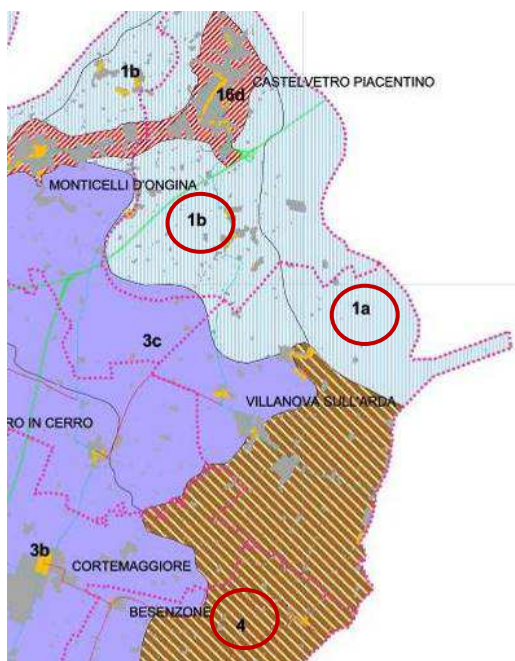 1b
16d
CASTELVETRO PIACENTINO
MONTICELLI D'ONGINA
1b
1a
3c
VILLANOVA SULL'ARDA
RO IN CERRO
3b
CORTEMAGGIORE
BESENZONE
4